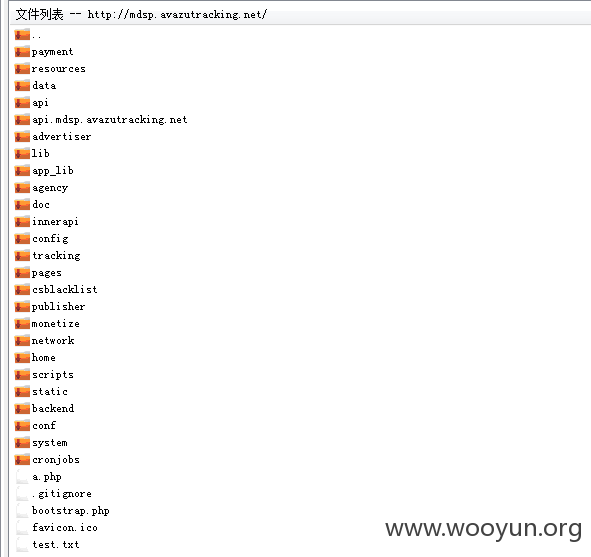 文件列表 -- http://mdsp.avazutracking.net/
..
payment
resources
data
api
api.mdsp.avazutracking.net
advertiser
lib
app_lib
agency
doc
innerapi
config
tracking
pages
csblacklist
publisher
monetize
network
home
scripts
static
backend
conf
system
cronjobs
a.php
.gitignore
bootstrap.php
favicon.ico
test.txt
www.wooyun.org